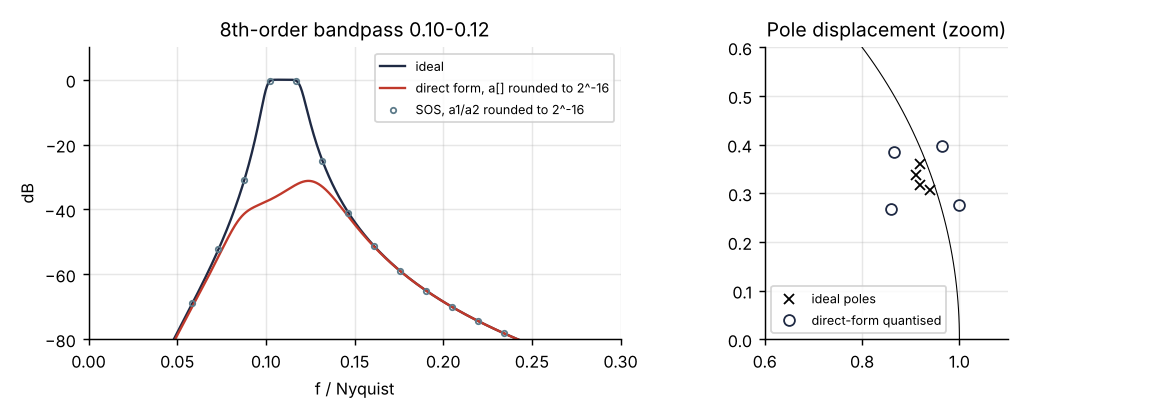 8th-order bandpass 0.10-0.12
ideal
direct form, a[] rounded to 2^-16
SOS, a1/a2 rounded to 2^-16
dB
0
−20
−40
−60
−80
0.00 0.05 0.10 0.15 0.20 0.25 0.30
f / Nyquist
Pole displacement (zoom)
0.6
0.5
0.4
0.3
0.2
0.1
0.0
ideal poles
direct-form quantised
0.6 0.8 1.0